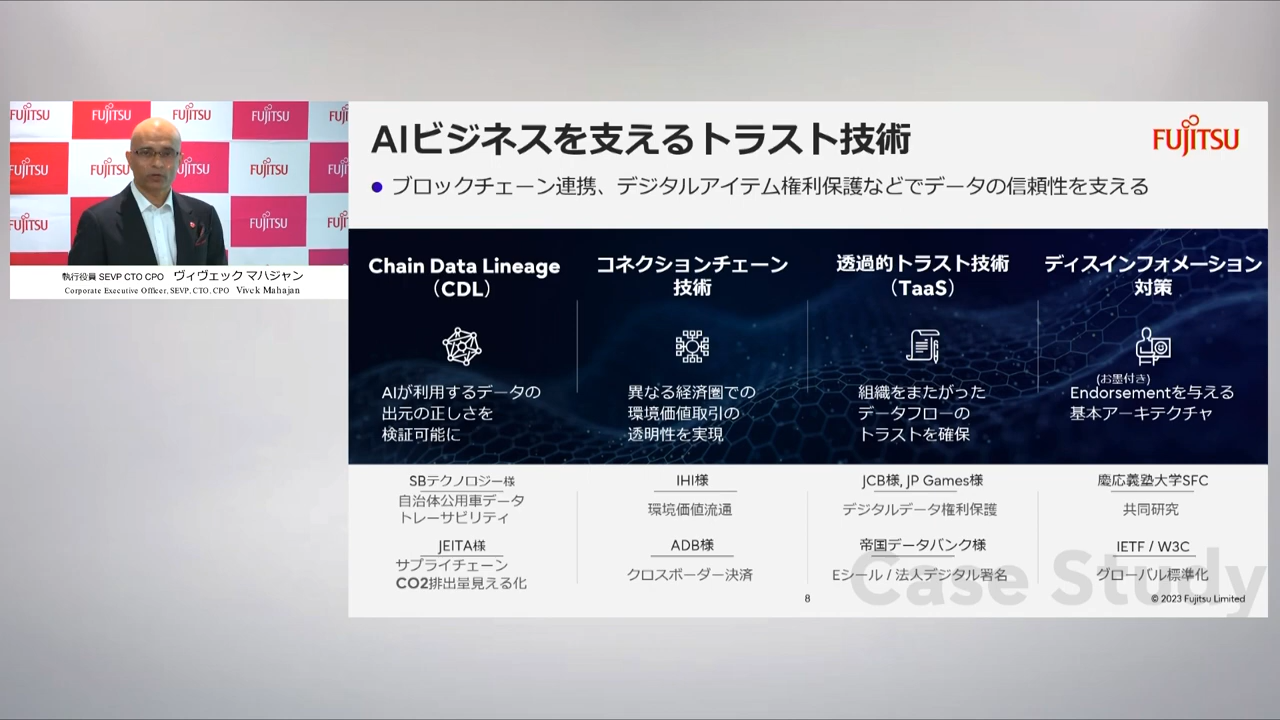 FUJITSU
FUJITSU
FUJITSU
FUJITSU
FUJITSU
FUJITSU
FUJITSU
FUJITSU
FUJITSU
執行役員 SEVP CTO CPO ヴィヴェック マハジャン
Corporate Executive Officer, SEVP, CTO, CPO Vivek Mahajan
AIビジネスを支えるトラスト技術
FUJITSU
● ブロックチェーン連携、デジタルアイテム権利保護などでデータの信頼性を支える
Chain Data Lineage
（CDL）
AIが利用するデータの
出元の正しさを
検証可能に
コネクションチェーン
技術
異なる経済圏での
環境価値取引の
透明性を実現
透過的トラスト技術
（TaaS）
組織をまたがった
データフローの
トラストを確保
ディスインフォメーション
対策
(お墨付き)
Endorsementを与える
基本アーキテクチャ
SBテクノロジー様
自治体公用車データ
トレーサビリティ
JEITA様
サプライチェーン
CO2排出量見える化
IHI様
環境価値流通
ADB様
クロスボーダー決済
JCB様, JP Games様
デジタルデータ権利保護
帝国データバンク様
Eシール / 法人デジタル署名
慶応義塾大学SFC
共同研究
IETF / W3C
グローバル標準化
Case Study
8
© 2023 Fujitsu Limited